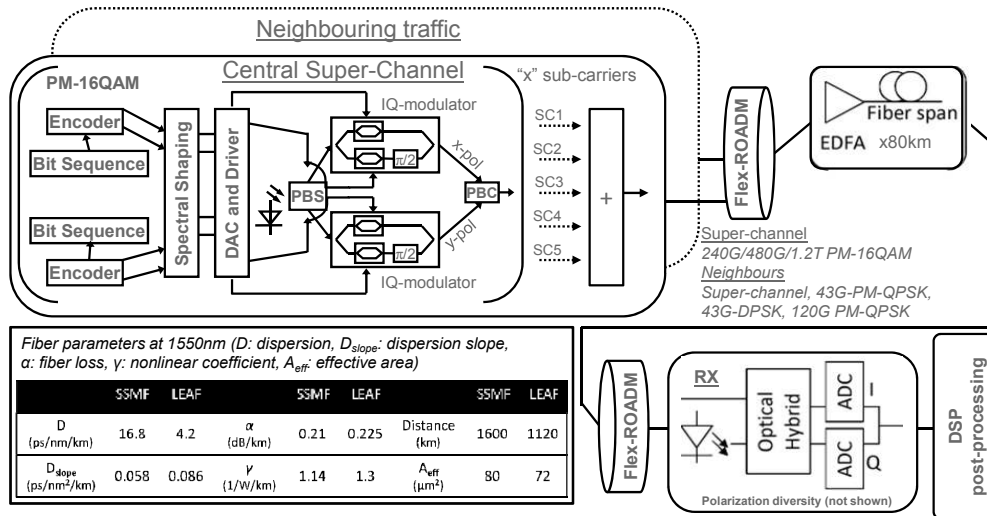 Neighbouring traffic
Central Super-Channel
PM-16QAM
"x" sub-carriers
Encoder
Bit Sequence
Bit Sequence
Encoder
Spectral Shaping
DAC and Driver
PBS
IQ-modulator
π/2
π/2
IQ-modulator
x-pol
y-pol
PBC
SC1
SC2
SC3
SC4
SC5
+
Flex-ROADM
EDFA
Fiber span
x80km
Super-channel
240G/480G/1.2T PM-16QAM
Neighbours
Super-channel, 43G-PM-QPSK,
43G-DPSK, 120G PM-QPSK
Fiber parameters at 1550nm (D: dispersion, Dslope: dispersion slope,
α: fiber loss, γ: nonlinear coefficient, Aeff: effective area)
SSMF LEAF SSMF LEAF SSMF LEAF
D (ps/nm/km) 16.8 4.2 α (dB/km) 0.21 0.225 Distance (km) 1600 1120
Dslope (ps/nm²/km) 0.058 0.086 γ (1/W/km) 1.14 1.3 Aeff (μm²) 80 72
Flex-ROADM
RX
Optical Hybrid
ADC
ADC
I
Q
Polarization diversity (not shown)
DSP
post-processing